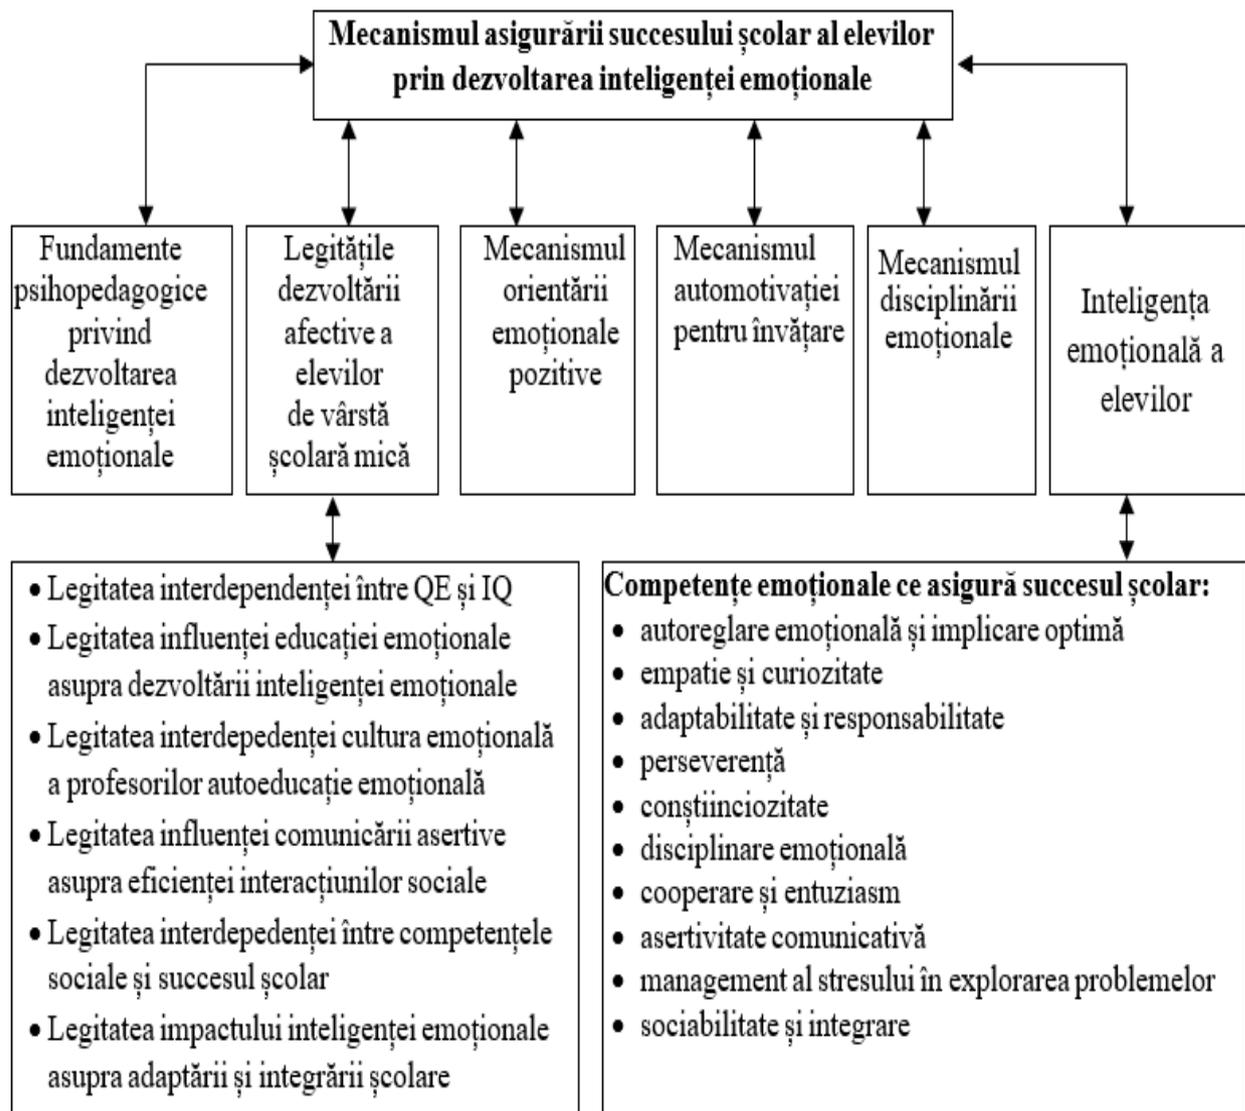 Mecanismul asigurării succesului școlar al elevilor
prin dezvoltarea inteligenței emoționale
Fundamente
psihopedagogice
privind
dezvoltarea
inteligenței
emoționale
Legitățile
dezvoltării
afective a
elevilor
de vârstă
școlară mică
Mecanismul
orientării
emoționale
pozitive
Mecanismul
automotivației
pentru învățare
Mecanismul
disciplinării
emoționale
Inteligența
emoțională a
elevilor
• Legitatea interdependenței între QE și IQ
• Legitatea influenței educației emoționale
asupra dezvoltării inteligenței emoționale
• Legitatea interdepedenței cultura emoțională
a profesorilor autoeducație emoțională
• Legitatea influenței comunicării asertive
asupra eficienței interacțiunilor sociale
• Legitatea interdepedenței între competențele
sociale și succesul școlar
• Legitatea impactului inteligenței emoționale
asupra adaptării și integrării școlare
Competențe emoționale ce asigură succesul școlar:
• autoreglare emoțională și implicare optimă
• empatie și curiozitate
• adaptabilitate și responsabilitate
• perseverență
• conștiinciozitate
• disciplinare emoțională
• cooperare și entuziasm
• asertivitate comunicativă
• management al stresului în explorarea problemelor
• sociabilitate și integrare